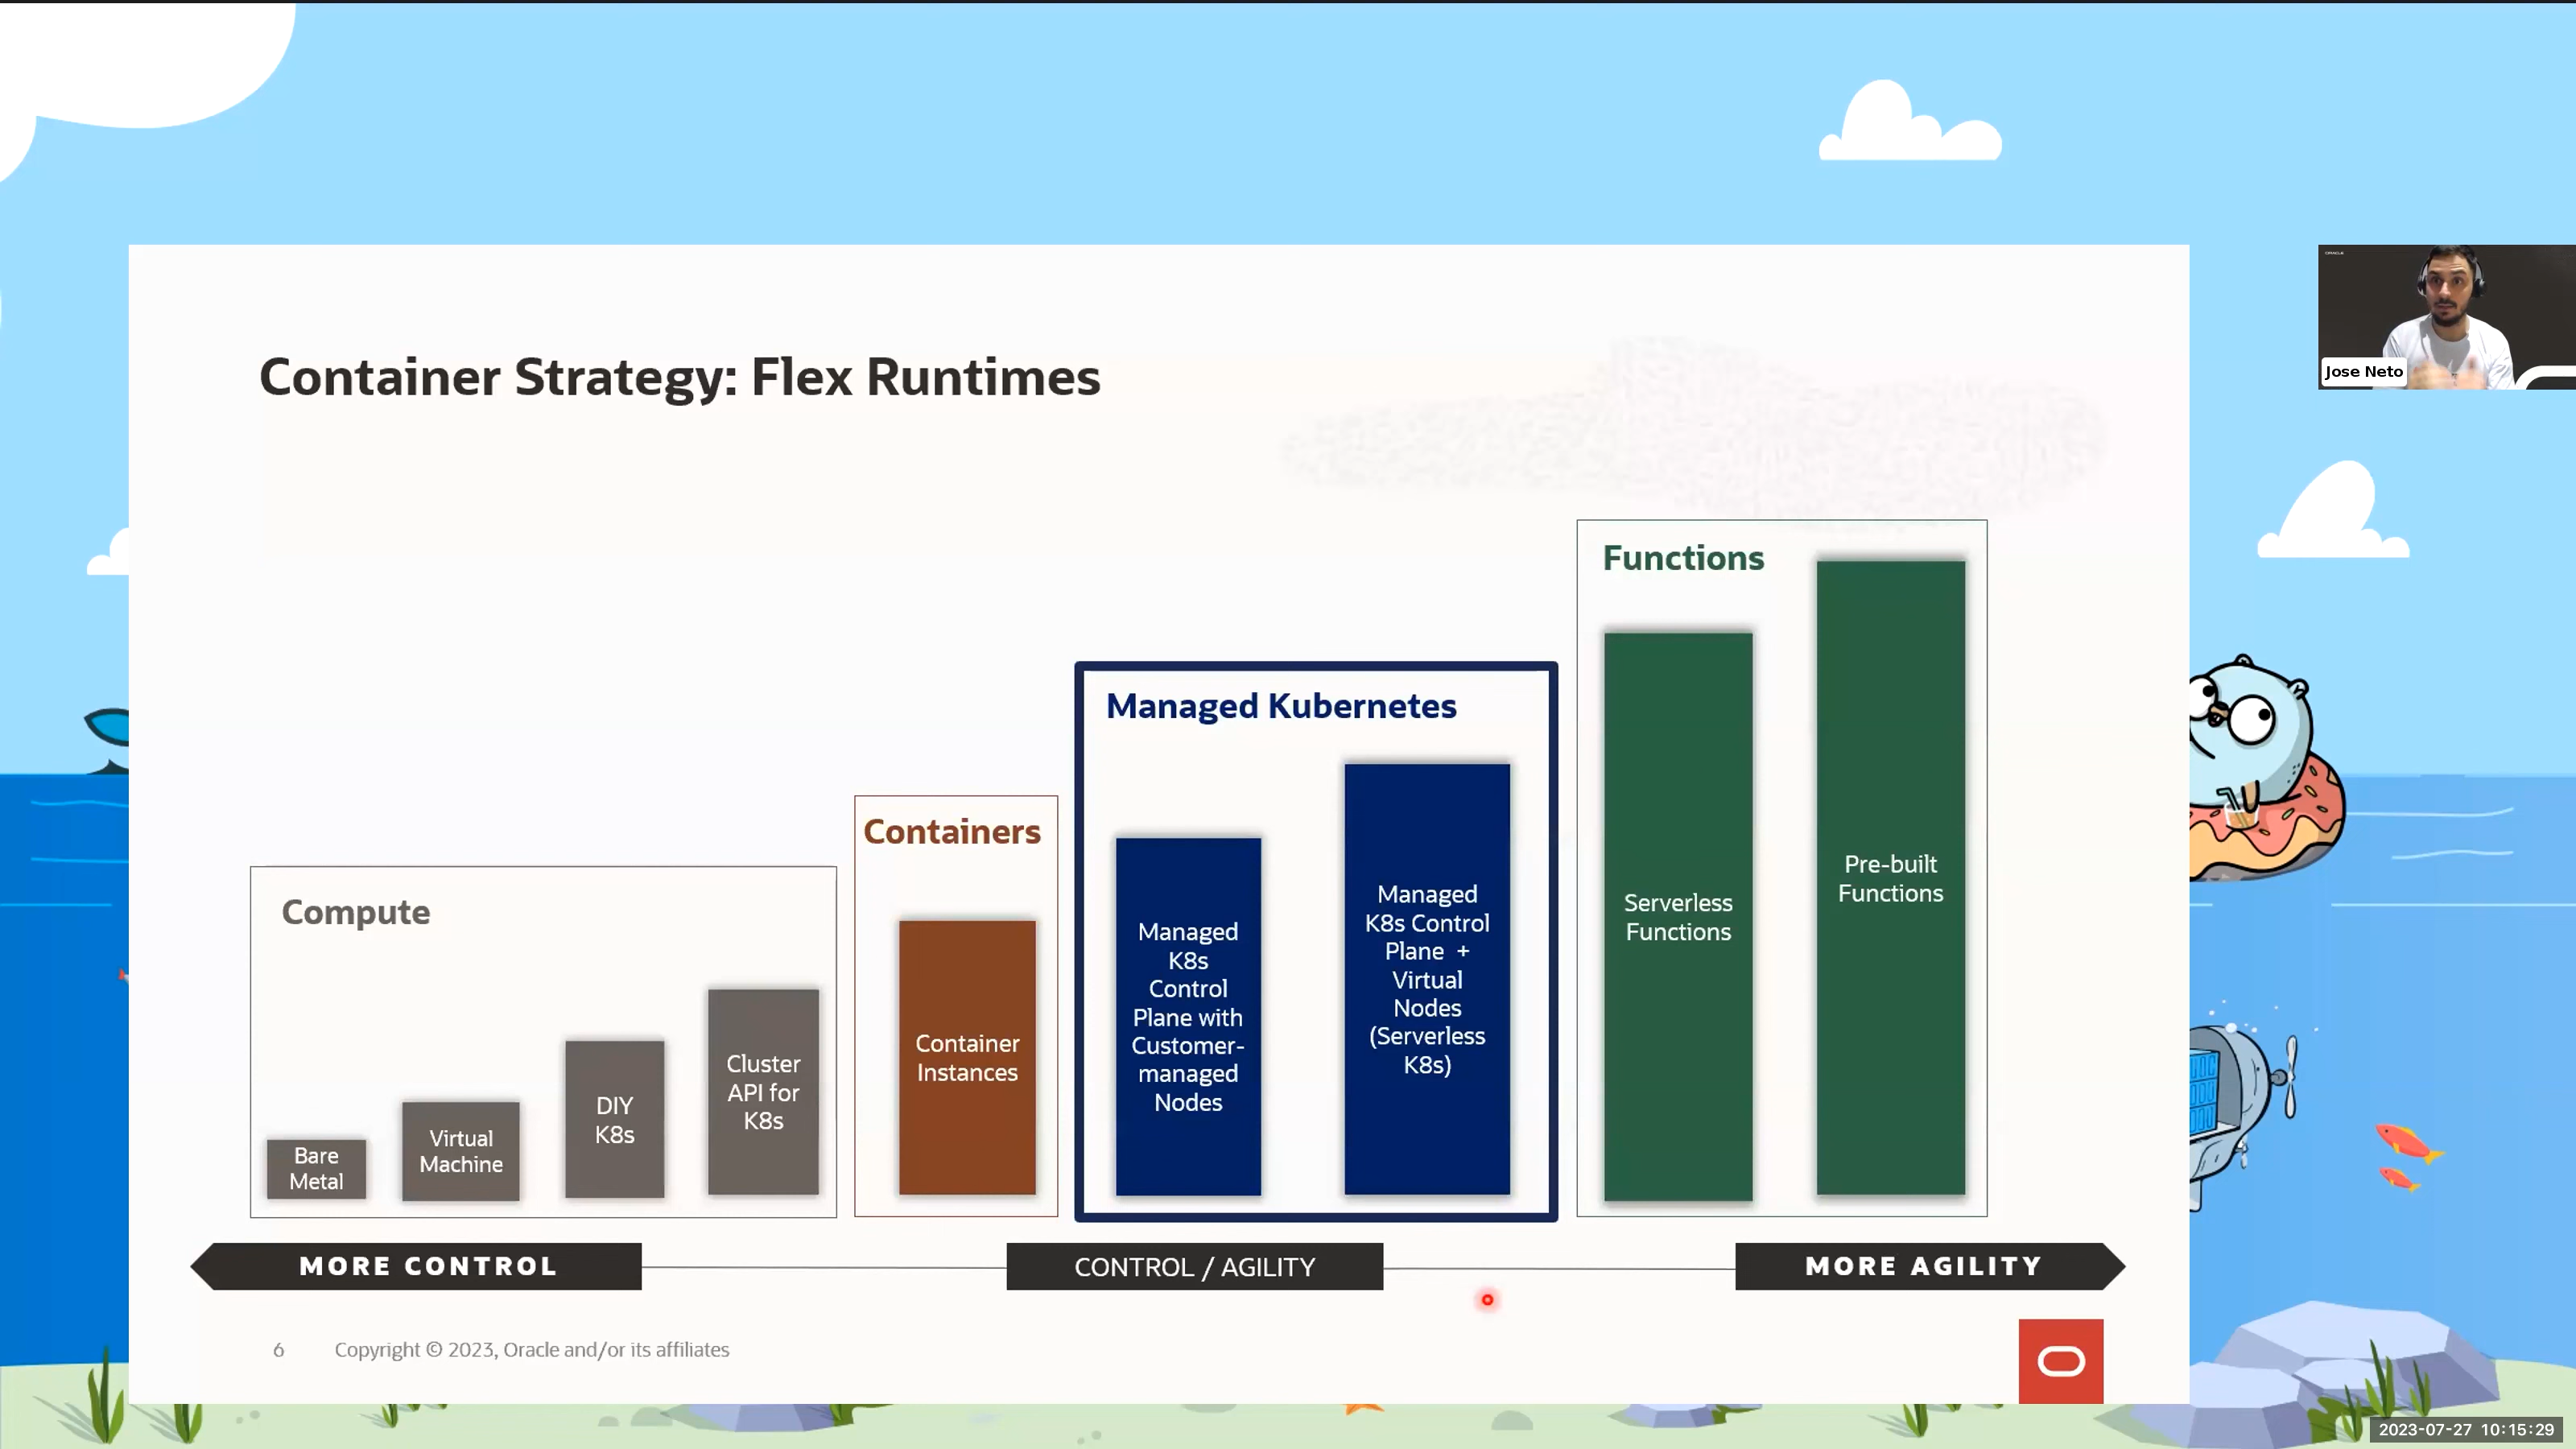 Container Strategy: Flex Runtimes
ORACLE
Jose Neto
Compute
Bare
Metal
Virtual
Machine
DIY
K8s
Cluster
API for
K8s
Containers
Container
Instances
Managed Kubernetes
Managed
K8s
Control
Plane with
Customer-
managed
Nodes
Managed
K8s Control
Plane +
Virtual
Nodes
(Serverless
K8s)
Functions
Serverless
Functions
Pre-built
Functions
MORE CONTROL
CONTROL / AGILITY
MORE AGILITY
6
Copyright © 2023, Oracle and/or its affiliates
2023-07-27 10:15:29